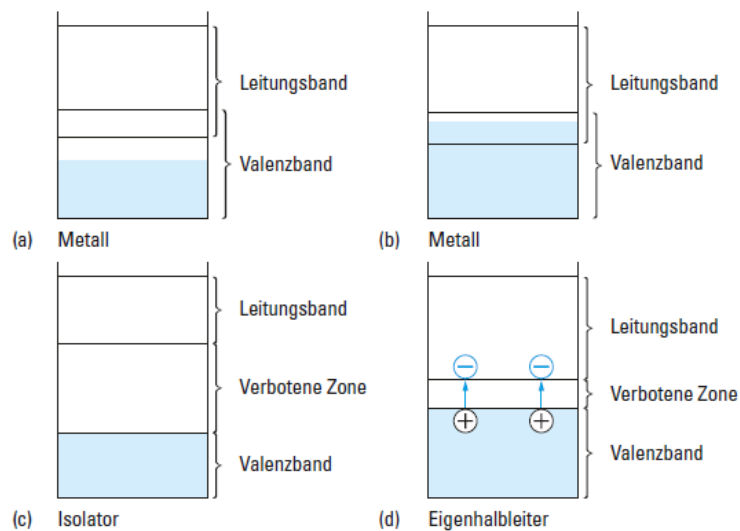 Leitungsband
Valenzband
(a) Metall
Leitungsband
Valenzband
(b) Metall
Leitungsband
Verbotene Zone
Valenzband
(c) Isolator
− −
+ +
Leitungsband
Verbotene Zone
Valenzband
(d) Eigenhalbleiter